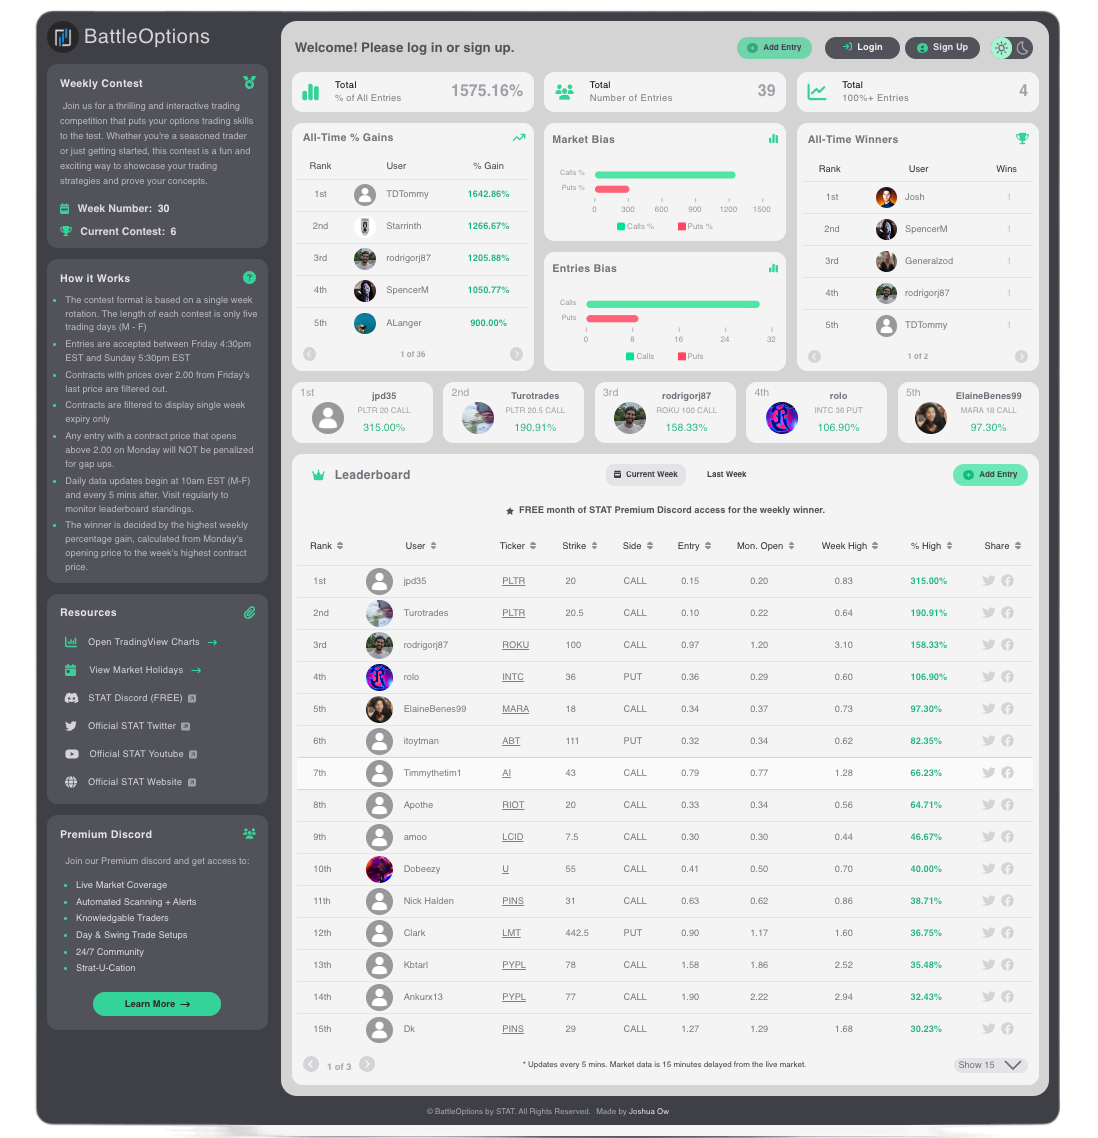 BattleOptions
Weekly Contest
Join us for a thrilling and interactive trading
competition that puts your options trading skills
to the test. Whether you're a seasoned trader
or just getting started, this contest is a fun and
exciting way to showcase your trading
strategies and prove your concepts.
Week Number: 30
Current Contest: 6
How it Works
The contest format is based on a single week
rotation. The length of each contest is only five
trading days (M - F)
Entries are accepted between Friday 4:30pm
EST and Sunday 5:30pm EST
Contracts with prices over 2.00 from Friday's
last price are filtered out.
Contracts are filtered to display single week
expiry only
Any entry with a contract price that opens
above 2.00 on Monday will NOT be penalized
for gap ups.
Daily data updates begin at 10am EST (M-F)
and every 5 mins after. Visit regularly to
monitor leaderboard standings.
The winner is decided by the highest weekly
percentage gain, calculated from Monday's
opening price to the week's highest contract
price.
Resources
Open TradingView Charts →
View Market Holidays →
STAT Discord (FREE)
Official STAT Twitter
Official STAT Youtube
Official STAT Website
Premium Discord
Join our Premium discord and get access to:
Live Market Coverage
Automated Scanning + Alerts
Knowledgable Traders
Day & Swing Trade Setups
24/7 Community
Strat-U-Cation
Learn More →
Welcome! Please log in or sign up.
Add Entry
Login
Sign Up
Total
% of All Entries
1575.16%
Total
Number of Entries
39
Total
100%+ Entries
4
All-Time % Gains
Rank User % Gain
1st TDTommy 1642.86%
2nd Starrinth 1266.67%
3rd rodrigorj87 1205.88%
4th SpencerM 1050.77%
5th ALanger 900.00%
1 of 36
Market Bias
Calls %
Puts %
0 300 600 900 1200 1500
Calls % Puts %
Entries Bias
Calls
Puts
0 8 16 24 32
Calls Puts
All-Time Winners
Rank User Wins
1st Josh 1
2nd SpencerM 1
3rd Generalzod 1
4th rodrigorj87 1
5th TDTommy 1
1 of 2
1st jpd35
PLTR 20 CALL
315.00%
2nd Turotrades
PLTR 20.5 CALL
190.91%
3rd rodrigorj87
ROKU 100 CALL
158.33%
4th rolo
INTC 36 PUT
106.90%
5th ElaineBenes99
MARA 18 CALL
97.30%
Leaderboard
Current Week
Last Week
Add Entry
FREE month of STAT Premium Discord access for the weekly winner.
Rank User Ticker Strike Side Entry Mon. Open Week High % High Share
1st jpd35 PLTR 20 CALL 0.15 0.20 0.83 315.00%
2nd Turotrades PLTR 20.5 CALL 0.10 0.22 0.64 190.91%
3rd rodrigorj87 ROKU 100 CALL 0.97 1.20 3.10 158.33%
4th rolo INTC 36 PUT 0.36 0.29 0.60 106.90%
5th ElaineBenes99 MARA 18 CALL 0.34 0.37 0.73 97.30%
6th itoytman ABT 111 PUT 0.32 0.34 0.62 82.35%
7th Timmythetim1 AI 43 CALL 0.79 0.77 1.28 66.23%
8th Apothe RIOT 20 CALL 0.33 0.34 0.56 64.71%
9th amoo LCID 7.5 CALL 0.30 0.30 0.44 46.67%
10th Dobeezy U 55 CALL 0.41 0.50 0.70 40.00%
11th Nick Halden PINS 31 CALL 0.63 0.62 0.86 38.71%
12th Clark LMT 442.5 PUT 0.90 1.17 1.60 36.75%
13th Kbtarl PYPL 78 CALL 1.58 1.86 2.52 35.48%
14th Ankurx13 PYPL 77 CALL 1.90 2.22 2.94 32.43%
15th Dk PINS 29 CALL 1.27 1.29 1.68 30.23%
1 of 3
* Updates every 5 mins. Market data is 15 minutes delayed from the live market.
Show 15
© BattleOptions by STAT. All Rights Reserved. Made by Joshua Ow